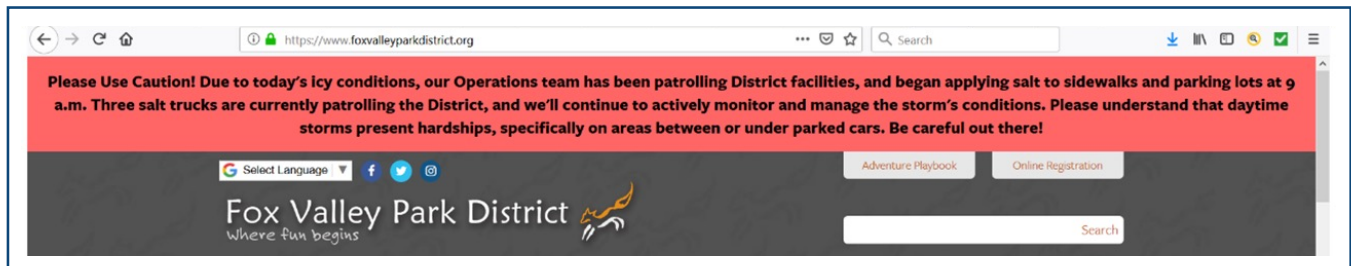 https://www.foxvalleyparkdistrict.org
Search
Please Use Caution! Due to today's icy conditions, our Operations team has been patrolling District facilities, and began applying salt to sidewalks and parking lots at 9
a.m. Three salt trucks are currently patrolling the District, and we'll continue to actively monitor and manage the storm's conditions. Please understand that daytime
storms present hardships, specifically on areas between or under parked cars. Be careful out there!
Select Language
Adventure Playbook
Online Registration
Fox Valley Park District
Where fun begins
Search